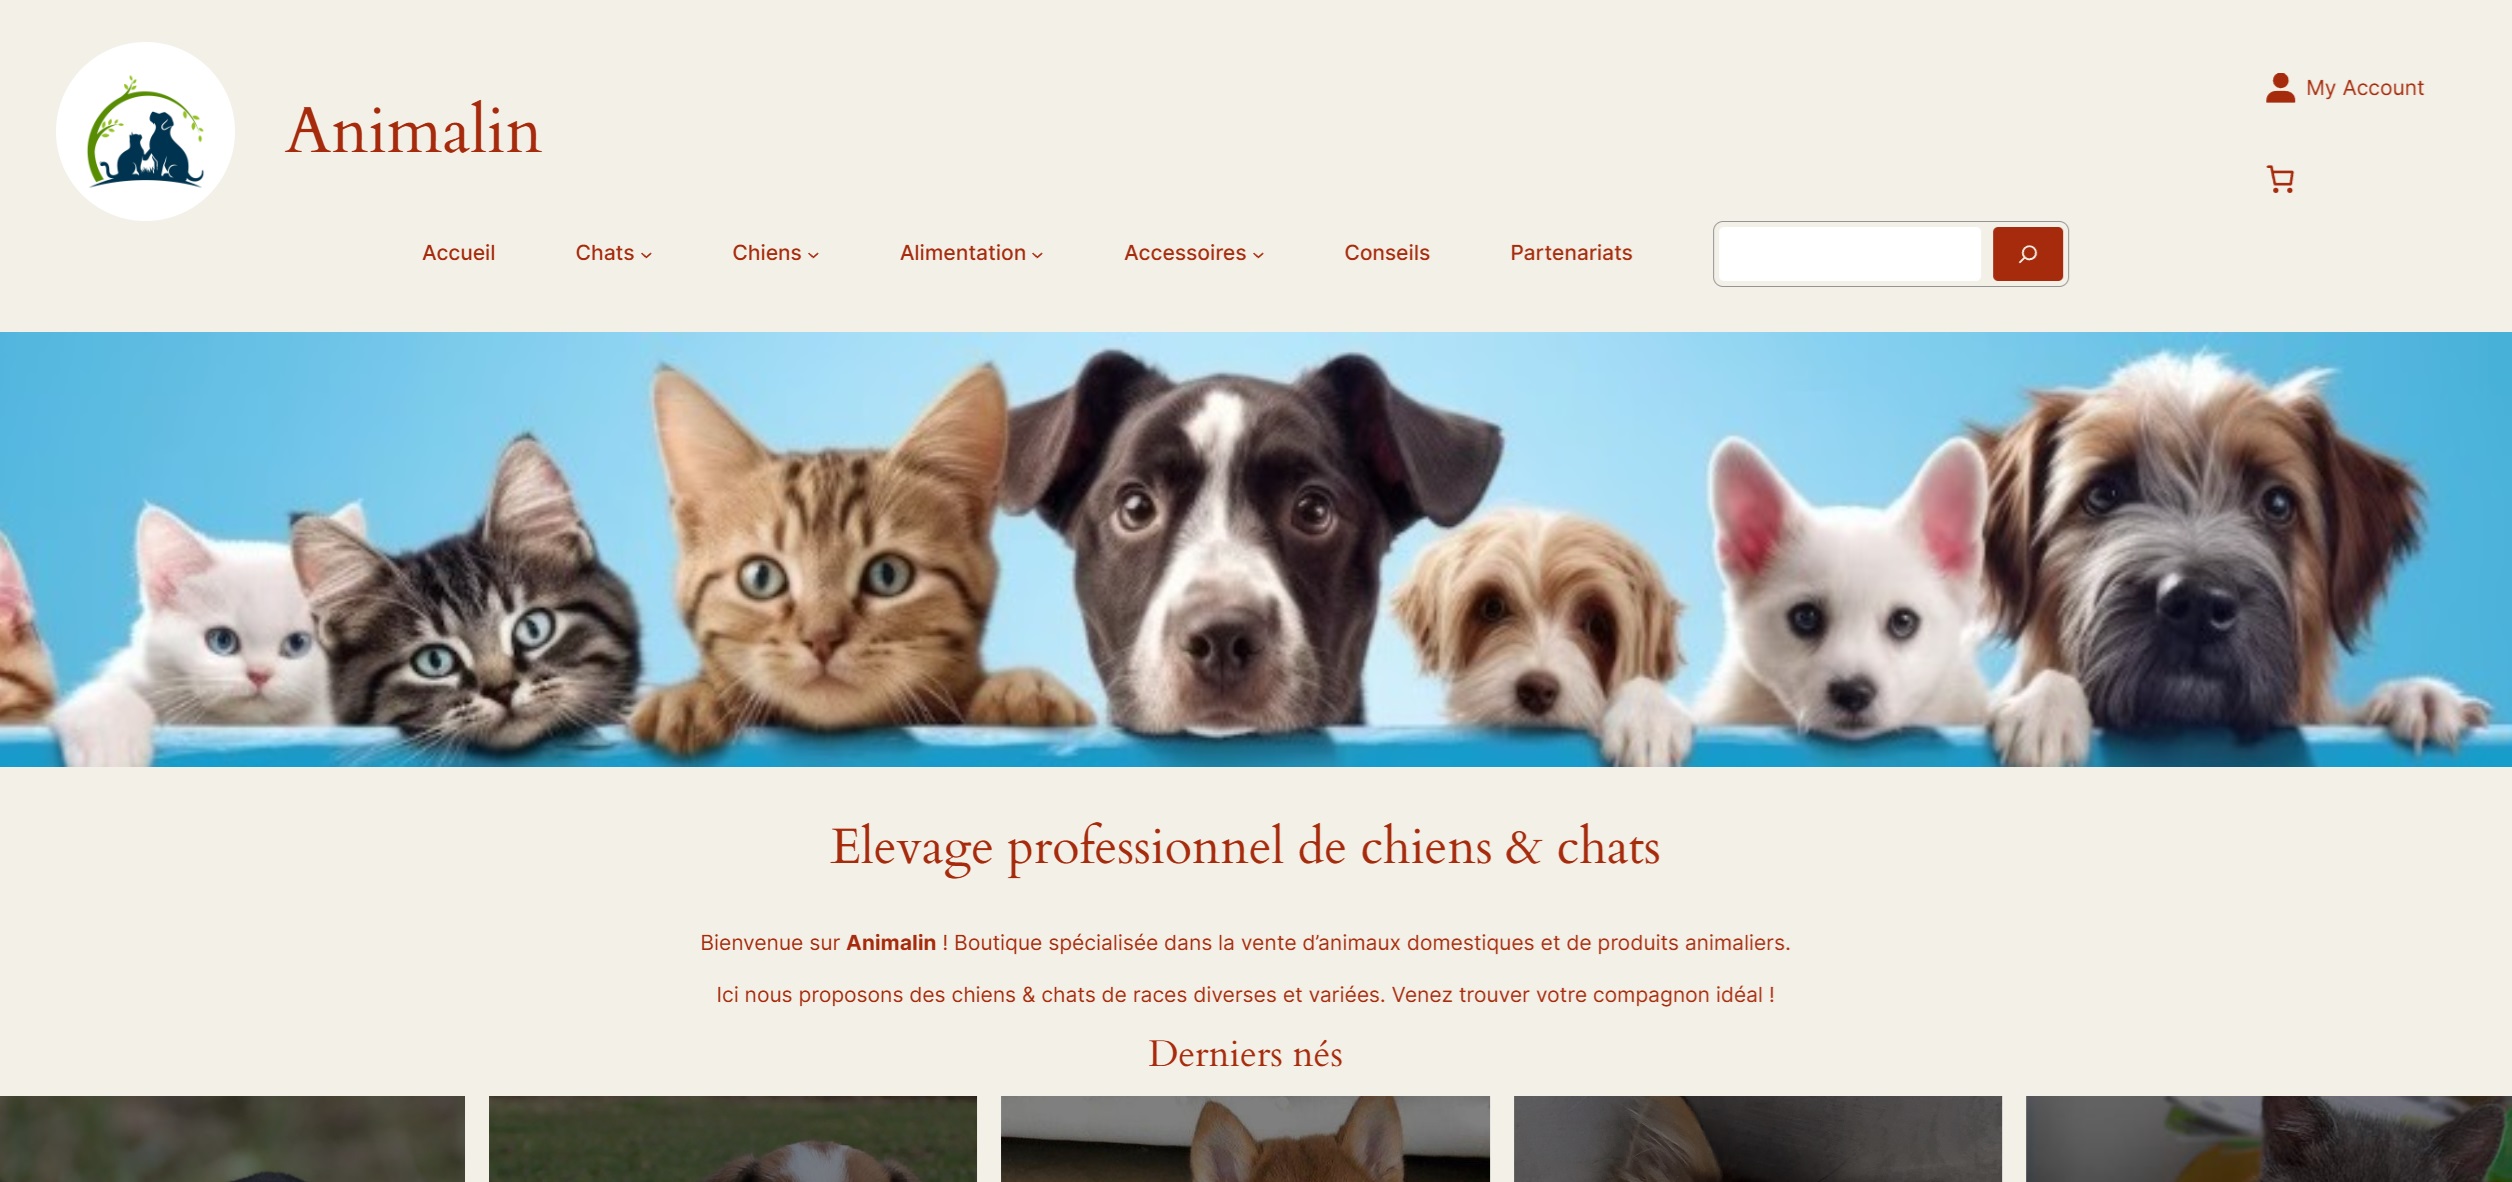 Animalin
My Account
Accueil
Chats
Chiens
Alimentation
Accessoires
Conseils
Partenariats
Elevage professionnel de chiens & chats
Bienvenue sur Animalin ! Boutique spécialisée dans la vente d’animaux domestiques et de produits animaliers.
Ici nous proposons des chiens & chats de races diverses et variées. Venez trouver votre compagnon idéal !
Derniers nés